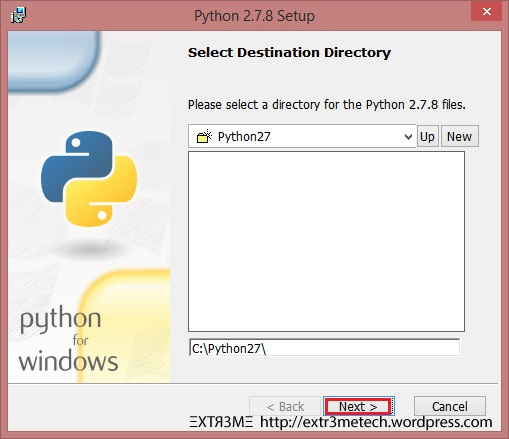 Python 2.7.8 Setup
Select Destination Directory
Please select a directory for the Python 2.7.8 files.
Python27
Up
New
C:\Python27\
python
for
windows
< Back
Next >
Cancel
ΞXTЯ3MΞ http://extr3metech.wordpress.com